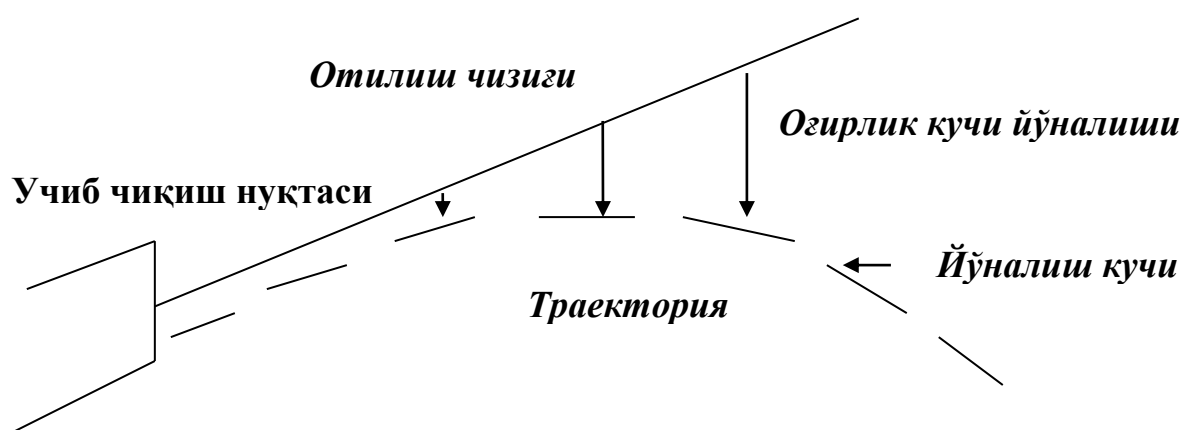 Отилиш чизиғи
Оғирлик кучи йўналиши
Учиб чиқиш нуқтаси
Йўналиш кучи
Траектория